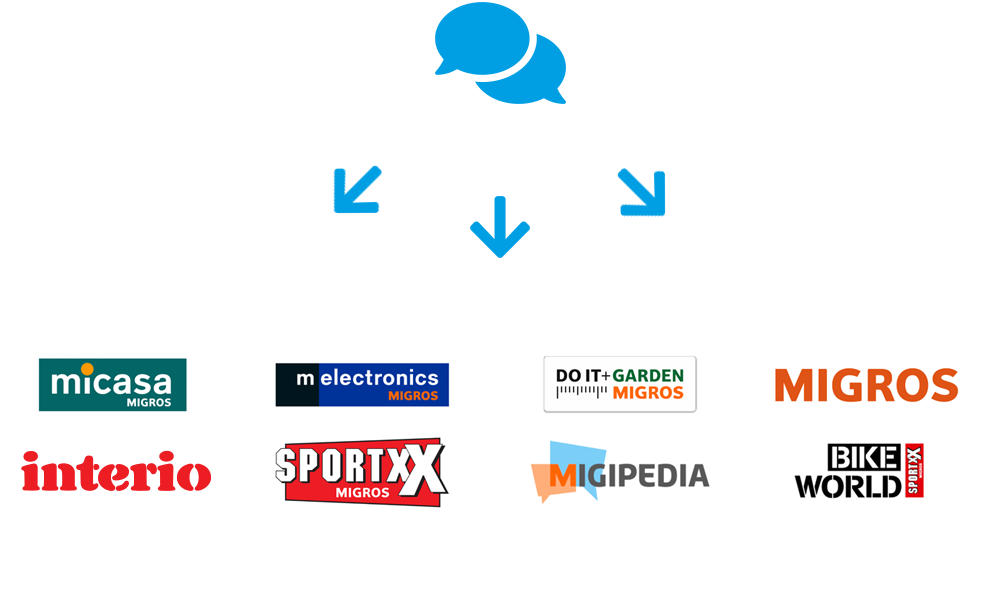 micasa
MIGROS
m electronics
MIGROS
DO IT+GARDEN
MIGROS
MIGROS
interio
SPORTXX
MIGROS
MIGIPEDIA
BIKE
WORLD
SPORTXX